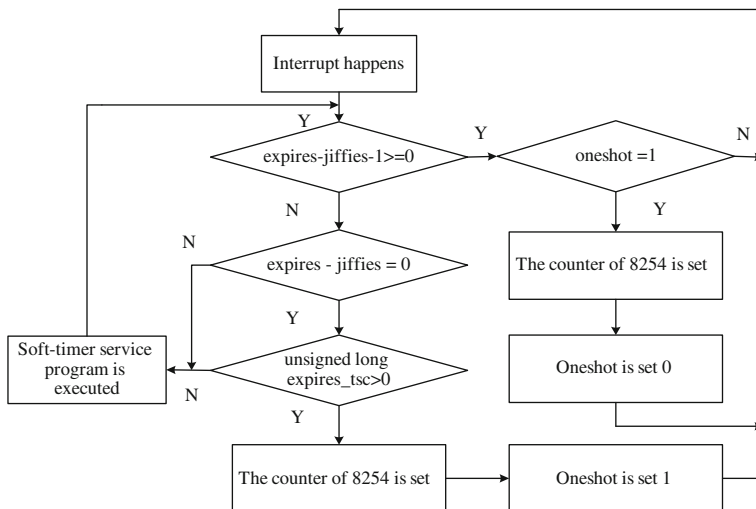 Interrupt happens
Y
expires-jiffies-1>=0
Y
oneshot =1
N
N
Y
N
expires - jiffies = 0
The counter of 8254 is set
Y
Soft-timer service
program is
executed
N
unsigned long
expires_tsc>0
Oneshot is set 0
Y
The counter of 8254 is set
Oneshot is set 1